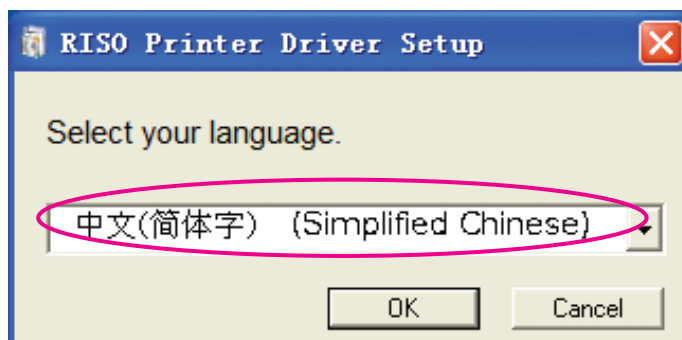 RISO Printer Driver Setup
Select your language.
中文(简体字) (Simplified Chinese)
OK Cancel